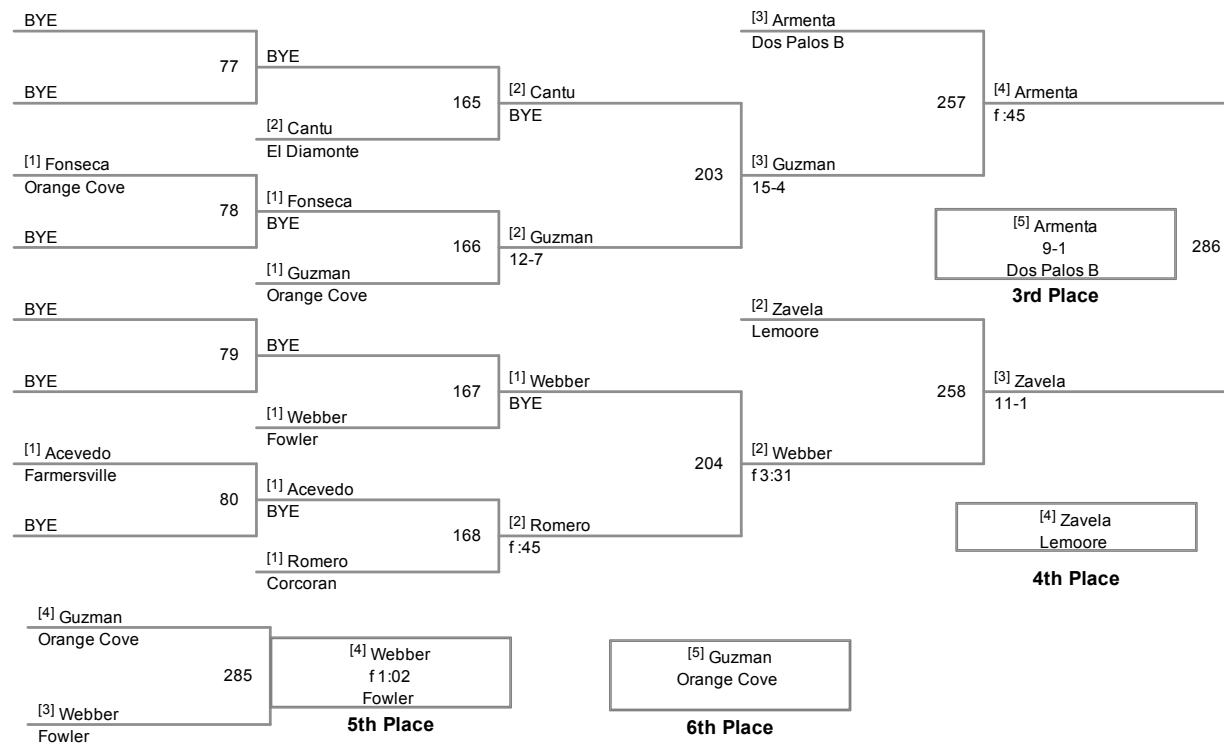 BYE
[3] Armenta
Dos Palos B
77
BYE
BYE
[2] Cantu
BYE
165
257
[4] Armenta
f :45
[2] Cantu
El Diamonte
[1] Fonseca
Orange Cove
203
[3] Guzman
15-4
78
[1] Fonseca
BYE
BYE
166
[2] Guzman
12-7
[5] Armenta
9-1
Dos Palos B
286
3rd Place
[1] Guzman
Orange Cove
BYE
[2] Zavela
Lemoore
79
BYE
BYE
167
[1] Webber
BYE
258
[3] Zavela
11-1
[1] Webber
Fowler
[1] Acevedo
Farmersville
204
[2] Webber
f 3:31
80
[1] Acevedo
BYE
BYE
168
[2] Romero
f :45
[4] Zavela
Lemoore
4th Place
[1] Romero
Corcoran
[4] Guzman
Orange Cove
285
[4] Webber
f 1:02
Fowler
5th Place
[5] Guzman
Orange Cove
6th Place
[3] Webber
Fowler